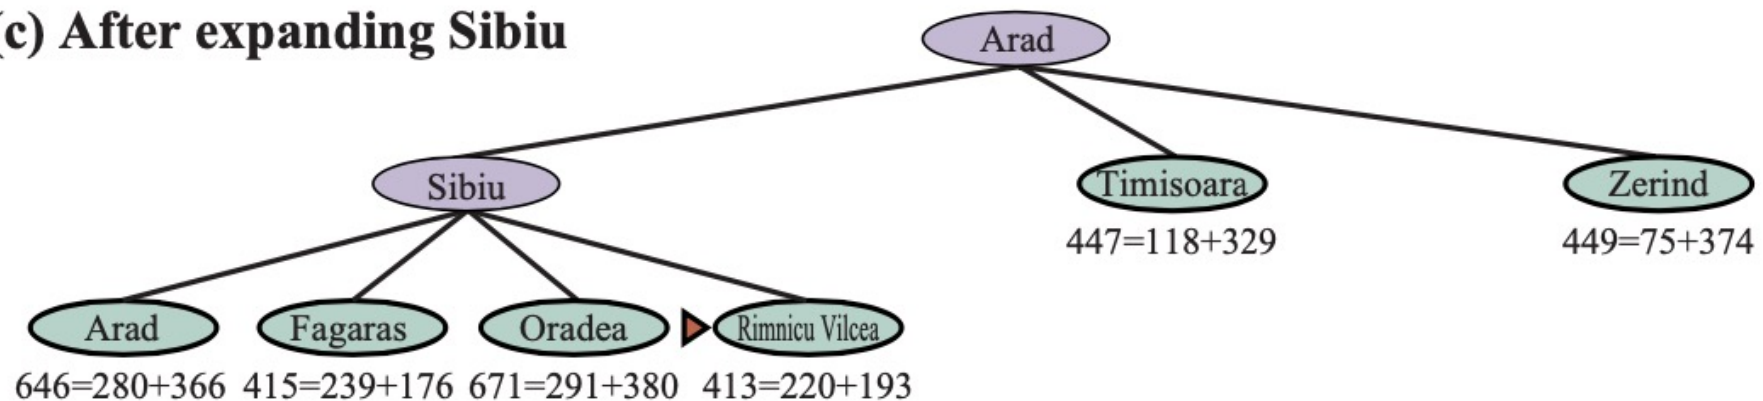 (c) After expanding Sibiu
Arad
Sibiu
Timisoara
Zerind
447=118+329
449=75+374
Arad
Fagaras
Oradea
Rimnicu Vilcea
646=280+366
415=239+176
671=291+380
413=220+193